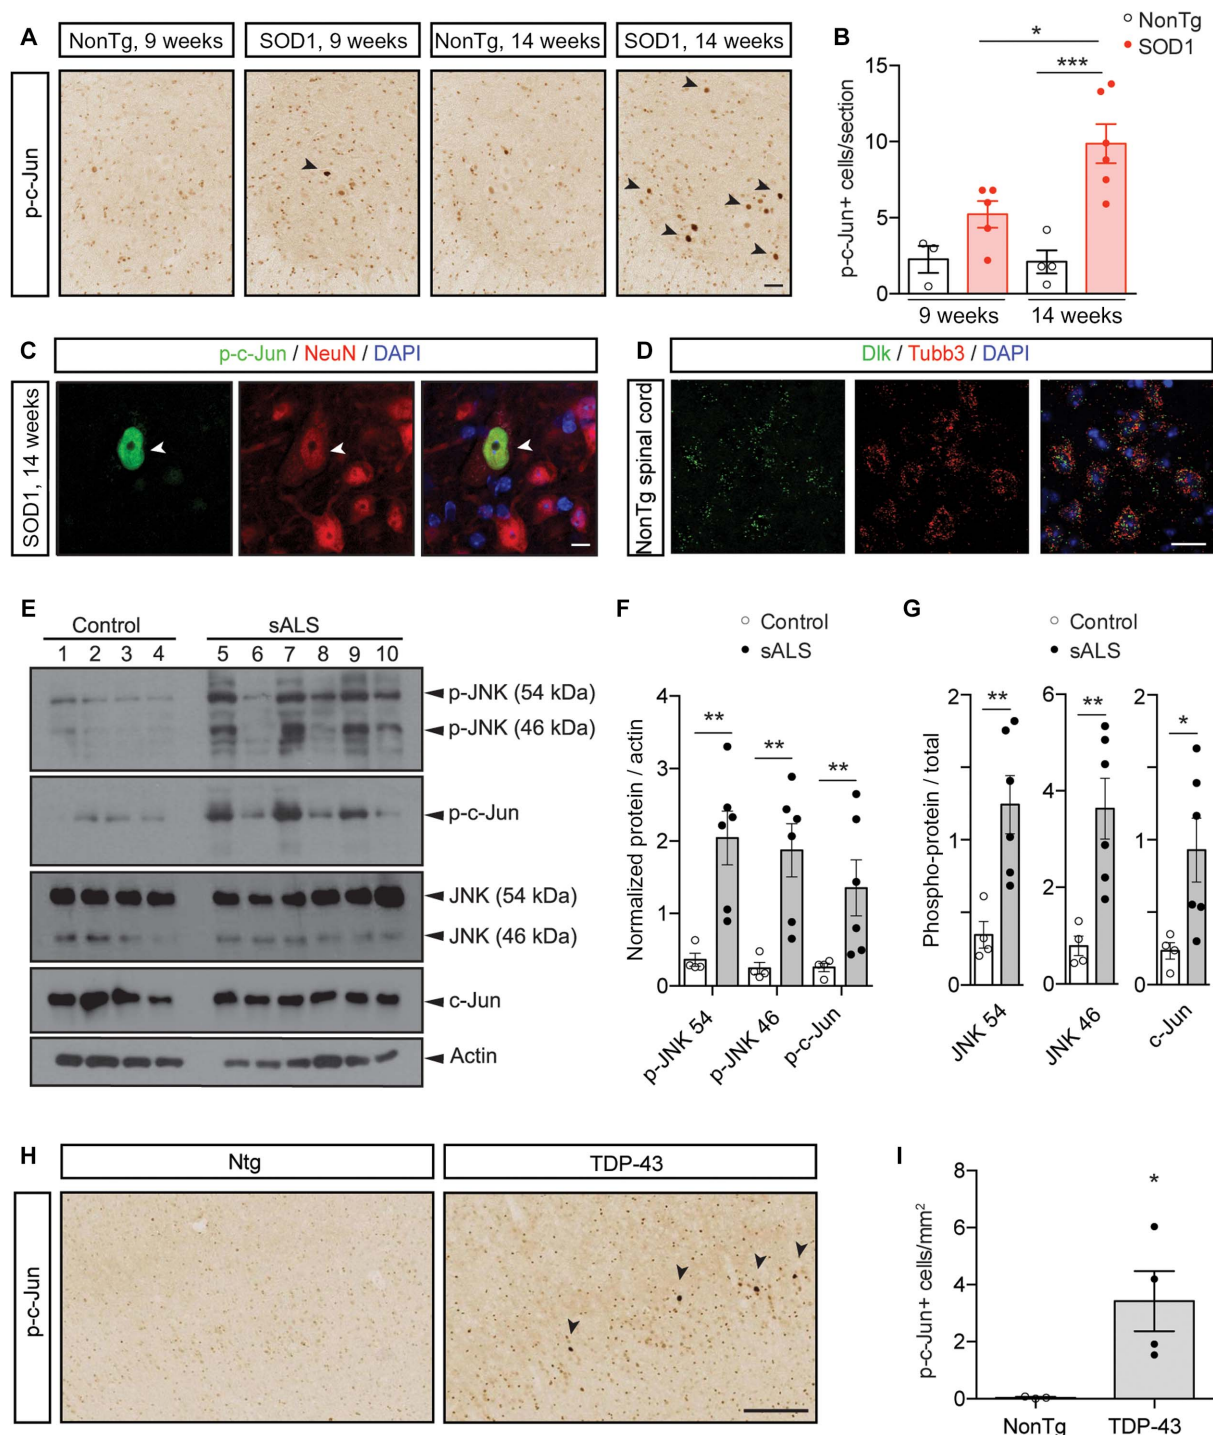 A
NonTg, 9 weeks
SOD1, 9 weeks
NonTg, 14 weeks
SOD1, 14 weeks
p-c-Jun
B
NonTg
SOD1
*
***
15
10
5
0
p-c-Jun+ cells/section
9 weeks
14 weeks
C
p-c-Jun / NeuN / DAPI
SOD1, 14 weeks
D
Dlk / Tubb3 / DAPI
NonTg spinal cord
E
Control
sALS
1 2 3 4 5 6 7 8 9 10
p-JNK (54 kDa)
p-JNK (46 kDa)
p-c-Jun
JNK (54 kDa)
JNK (46 kDa)
c-Jun
Actin
F
Control
sALS
4
3
2
1
0
Normalized protein / actin
**
**
**
p-JNK 54
p-JNK 46
p-c-Jun
G
Control
sALS
Phospho-protein / total
2
1
0
**
JNK 54
6
4
2
0
**
JNK 46
2
1
0
*
c-Jun
H
Ntg
TDP-43
p-c-Jun
I
8
6
4
2
0
p-c-Jun+ cells/mm²
*
NonTg
TDP-43